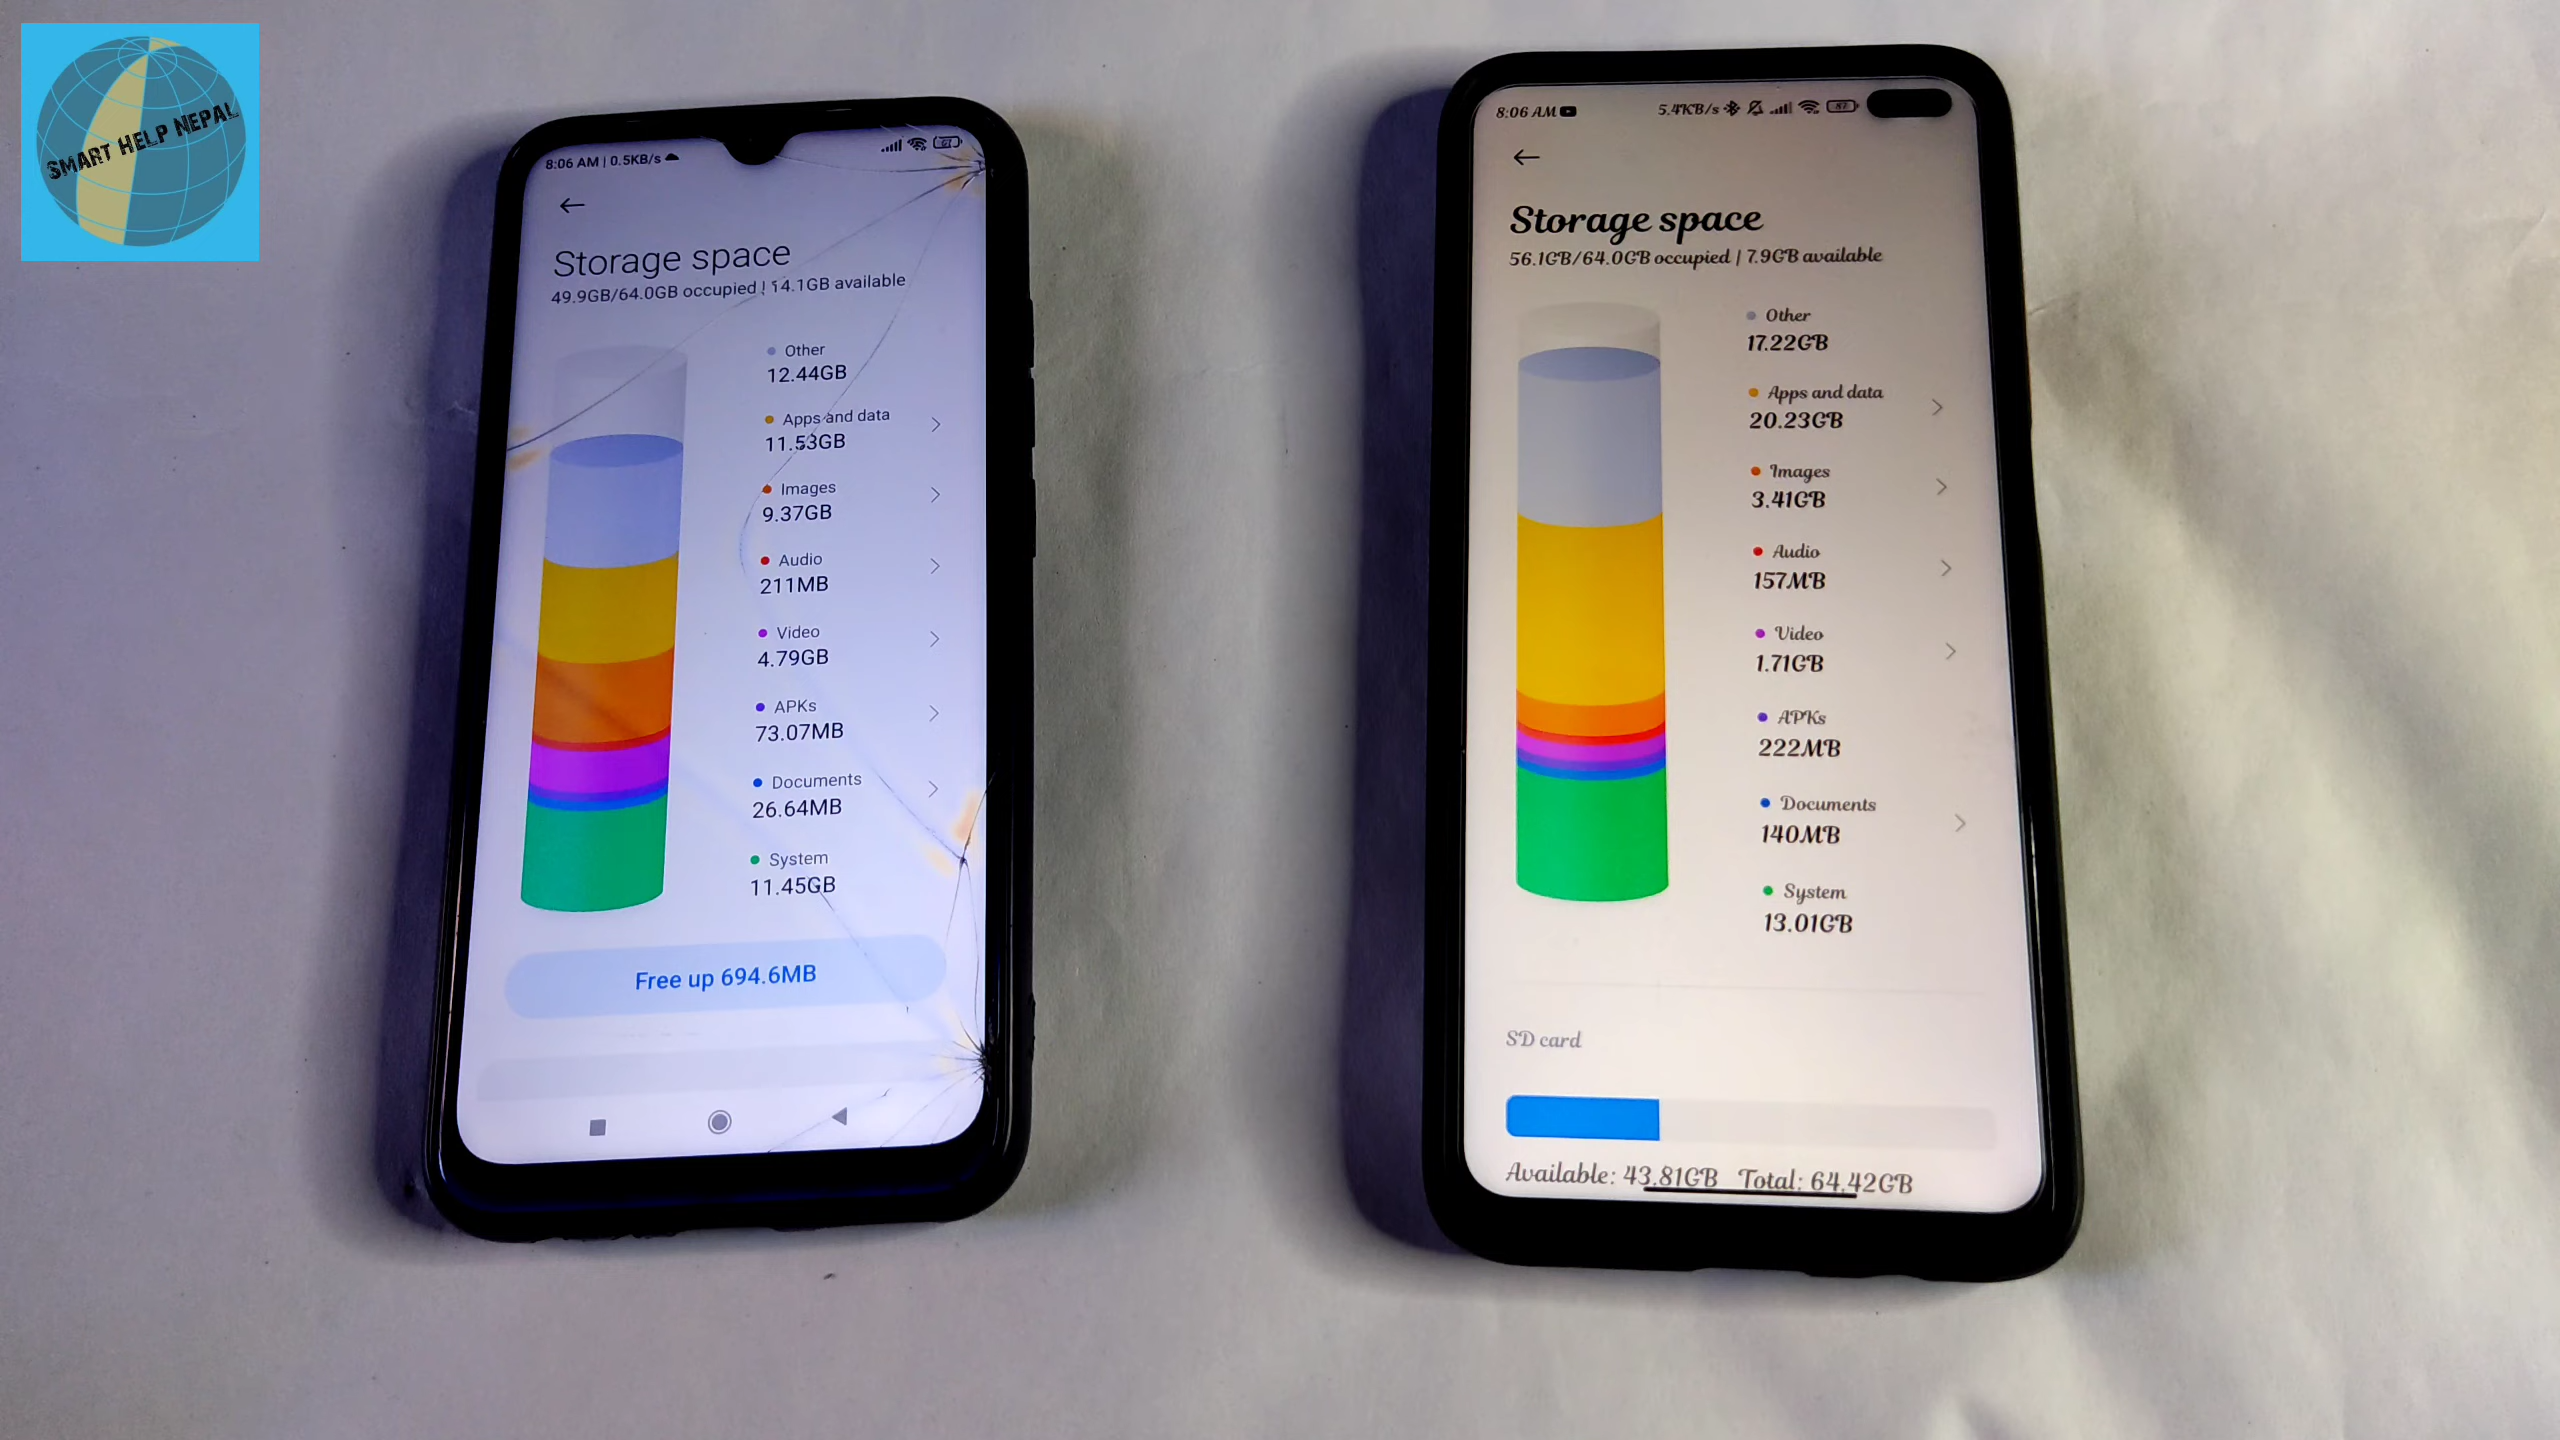 SMART HELP NEPAL
8:06 AM | 0.5KB/s
Storage space
49.9GB/64.0GB occupied | 14.1GB available
Other
12.44GB
Apps and data
11.53GB
Images
9.37GB
Audio
211MB
Video
4.79GB
APKs
73.07MB
Documents
26.64MB
System
11.45GB
Free up 694.6MB
8:06 AM 5.4KB/s 87
Storage space
56.1GB/64.0GB occupied | 7.9GB available
Other
17.22GB
Apps and data
20.23GB
Images
3.41GB
Audio
157MB
Video
1.71GB
APKs
222MB
Documents
140MB
System
13.01GB
SD card
Available: 43.81GB Total: 64.42GB